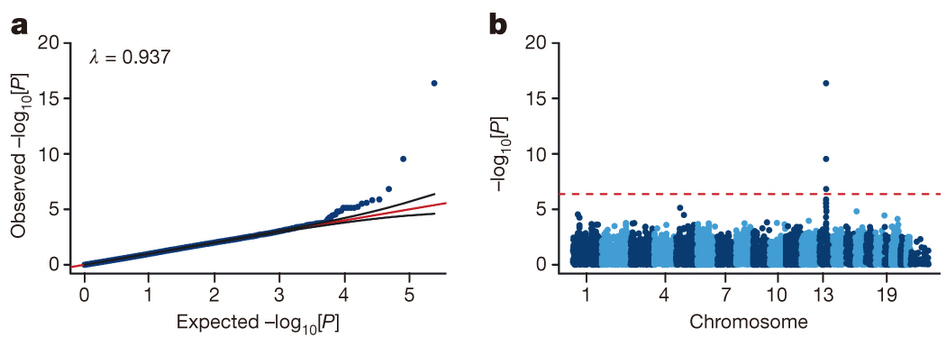 a
λ = 0.937
Observed –log10[P]
20
15
10
5
0
0 1 2 3 4 5
Expected –log10[P]
b
–log10[P]
20
15
10
5
0
1 4 7 10 13 19
Chromosome